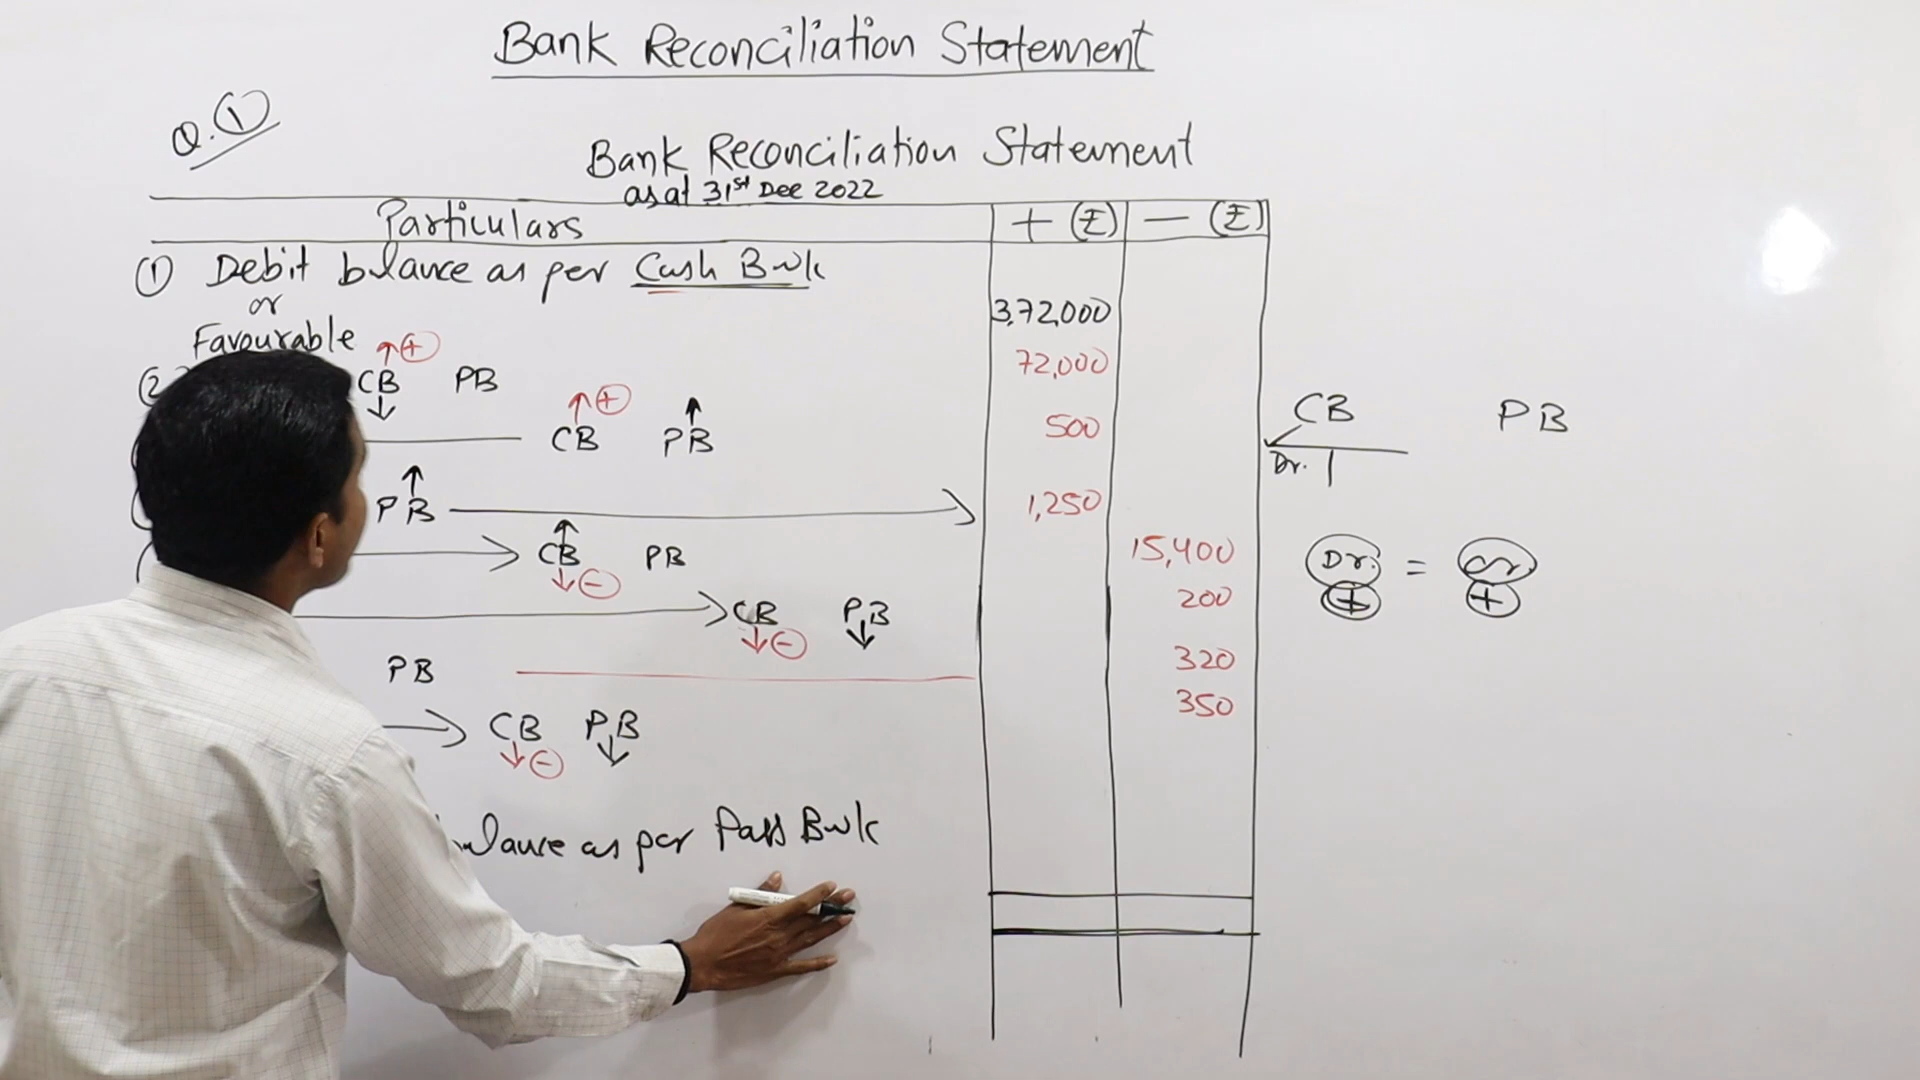 Bank Reconciliation Statement
Q. 1
Bank Reconciliation Statement
as at 31st Dec 2022
Particulars + (₹) — (₹)
① Debit balance as per Cash Book
or
3,72,000
Favourable
↑ (+)
72,000
(2 CB PB
↓
↑ (+) ↑
CB PB 500
CB PB
Dr.
↑
PB 1,250
↑
CB PB 15,400
↓ (−)
Dr. = Cr
+ +
200
CB PB
↓ (−) ↓
PB 320
350
CB PB
↓ (−) ↓
balance as per Pass Book